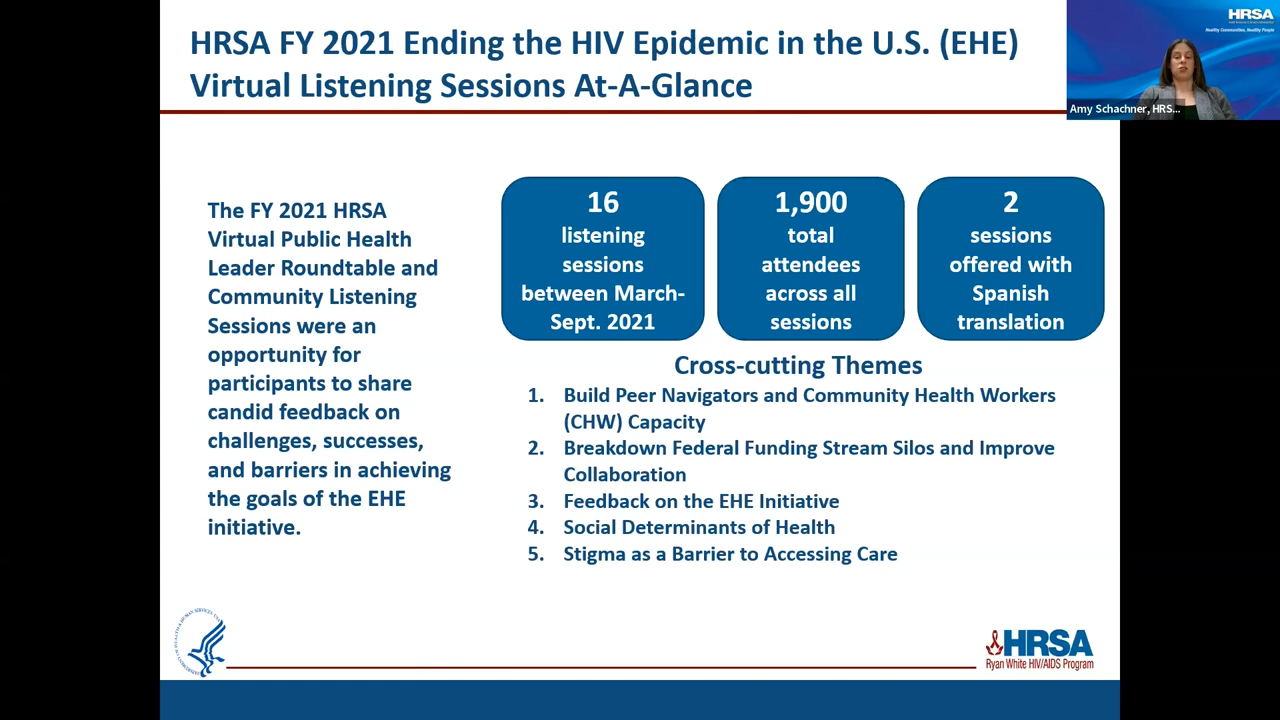 HRSA FY 2021 Ending the HIV Epidemic in the U.S. (EHE)
Virtual Listening Sessions At-A-Glance
HRSA
Healthy Communities, Healthy People
Amy Schachner, HRS...
The FY 2021 HRSA
Virtual Public Health
Leader Roundtable and
Community Listening
Sessions were an
opportunity for
participants to share
candid feedback on
challenges, successes,
and barriers in achieving
the goals of the EHE
initiative.
16
listening
sessions
between March-
Sept. 2021
1,900
total
attendees
across all
sessions
2
sessions
offered with
Spanish
translation
Cross-cutting Themes
1. Build Peer Navigators and Community Health Workers
(CHW) Capacity
2. Breakdown Federal Funding Stream Silos and Improve
Collaboration
3. Feedback on the EHE Initiative
4. Social Determinants of Health
5. Stigma as a Barrier to Accessing Care
HRSA
Ryan White HIV/AIDS Program